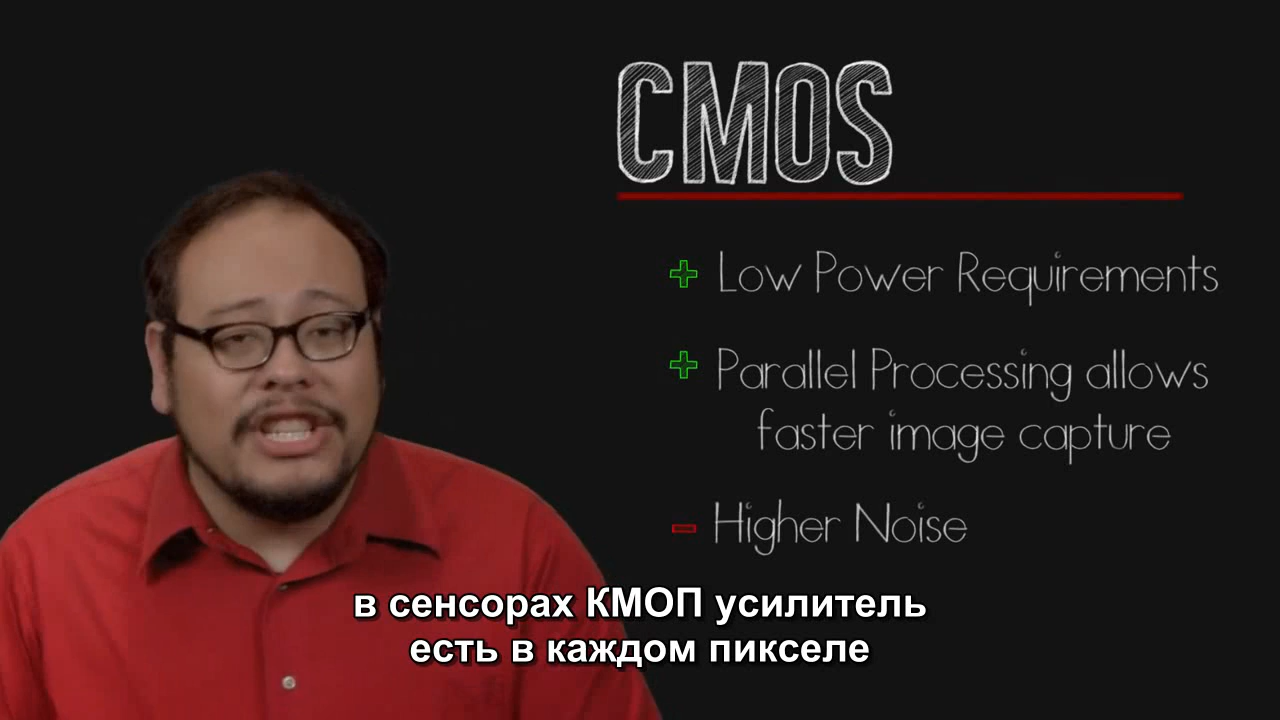 CMOS
+ Low Power Requirements
+ Parallel Processing allows
faster image capture
- Higher Noise
в сенсорах КМОП усилитель
есть в каждом пикселе